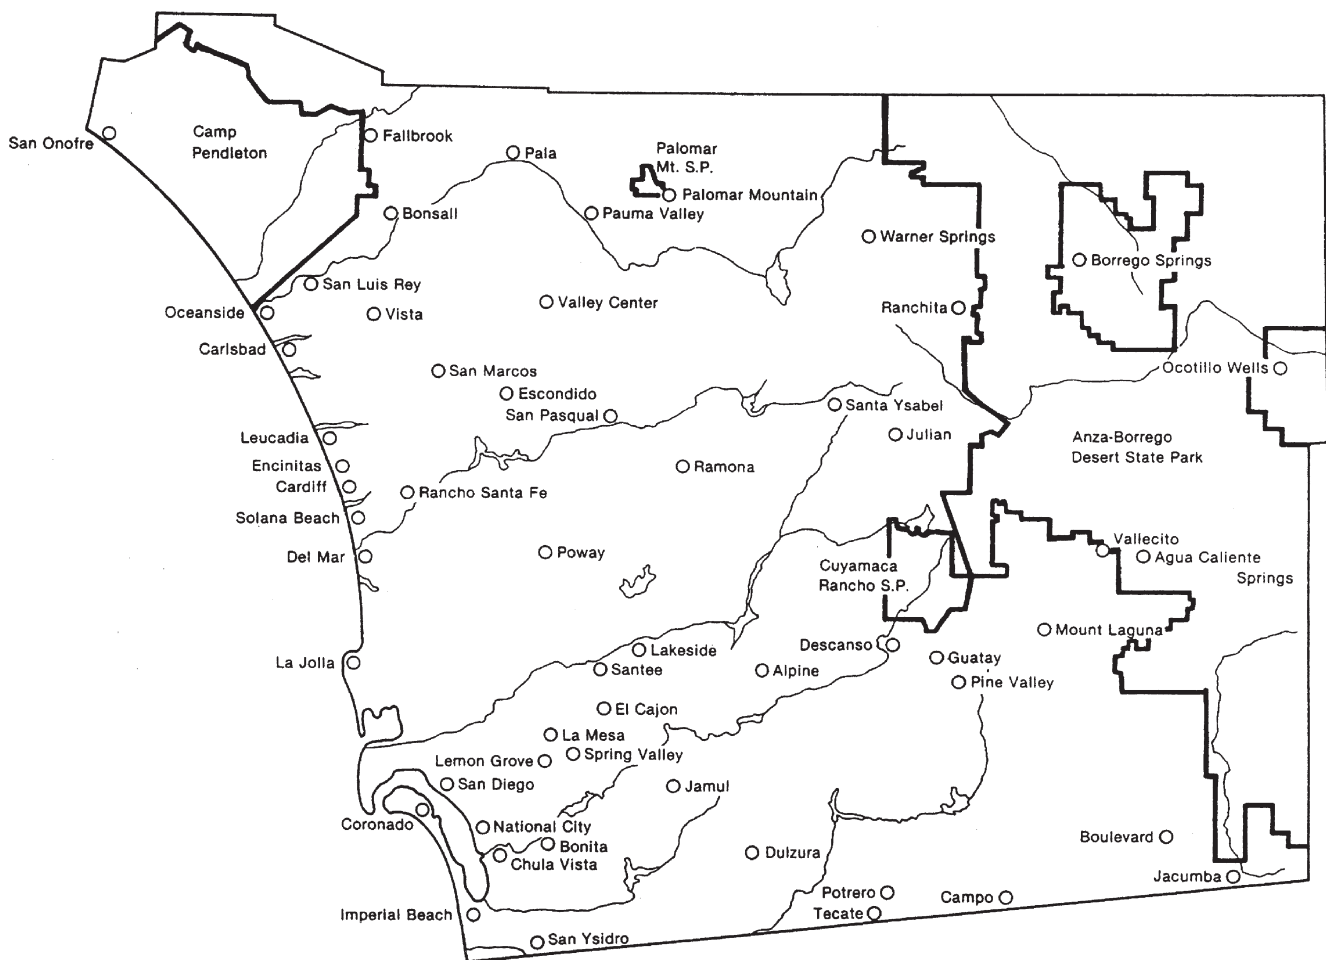 San Onofre
Camp
Pendleton
Fallbrook
Pala
Palomar
Mt. S.P.
Palomar Mountain
Bonsall
Pauma Valley
Warner Springs
Borrego Springs
San Luis Rey
Oceanside
Vista
Valley Center
Ranchita
Carlsbad
San Marcos
Escondido
San Pasqual
Santa Ysabel
Ocotillo Wells
Leucadia
Julian
Anza-Borrego
Desert State Park
Encinitas
Cardiff
Rancho Santa Fe
Ramona
Solana Beach
Del Mar
Poway
Cuyamaca
Rancho S.P.
Vallecito
Agua Caliente
Springs
Mount Laguna
La Jolla
Lakeside
Santee
Alpine
Descanso
Guatay
Pine Valley
El Cajon
La Mesa
Lemon Grove
Spring Valley
San Diego
Jamul
Coronado
National City
Bonita
Chula Vista
Dulzura
Boulevard
Jacumba
Potrero
Campo
Tecate
Imperial Beach
San Ysidro